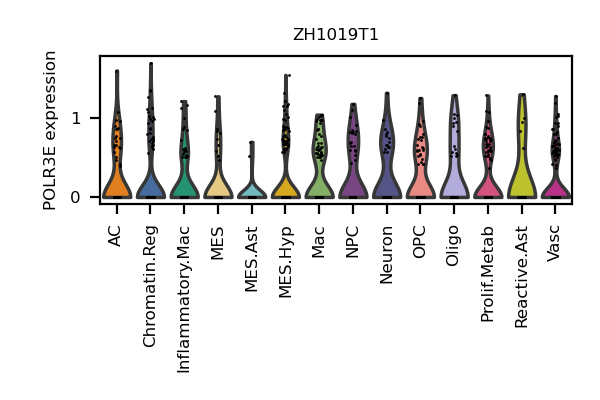 ZH1019T1
POLR3E expression
1
0
AC
Chromatin.Reg
Inflammatory.Mac
MES
MES.Ast
MES.Hyp
Mac
NPC
Neuron
OPC
Oligo
Prolif.Metab
Reactive.Ast
Vasc